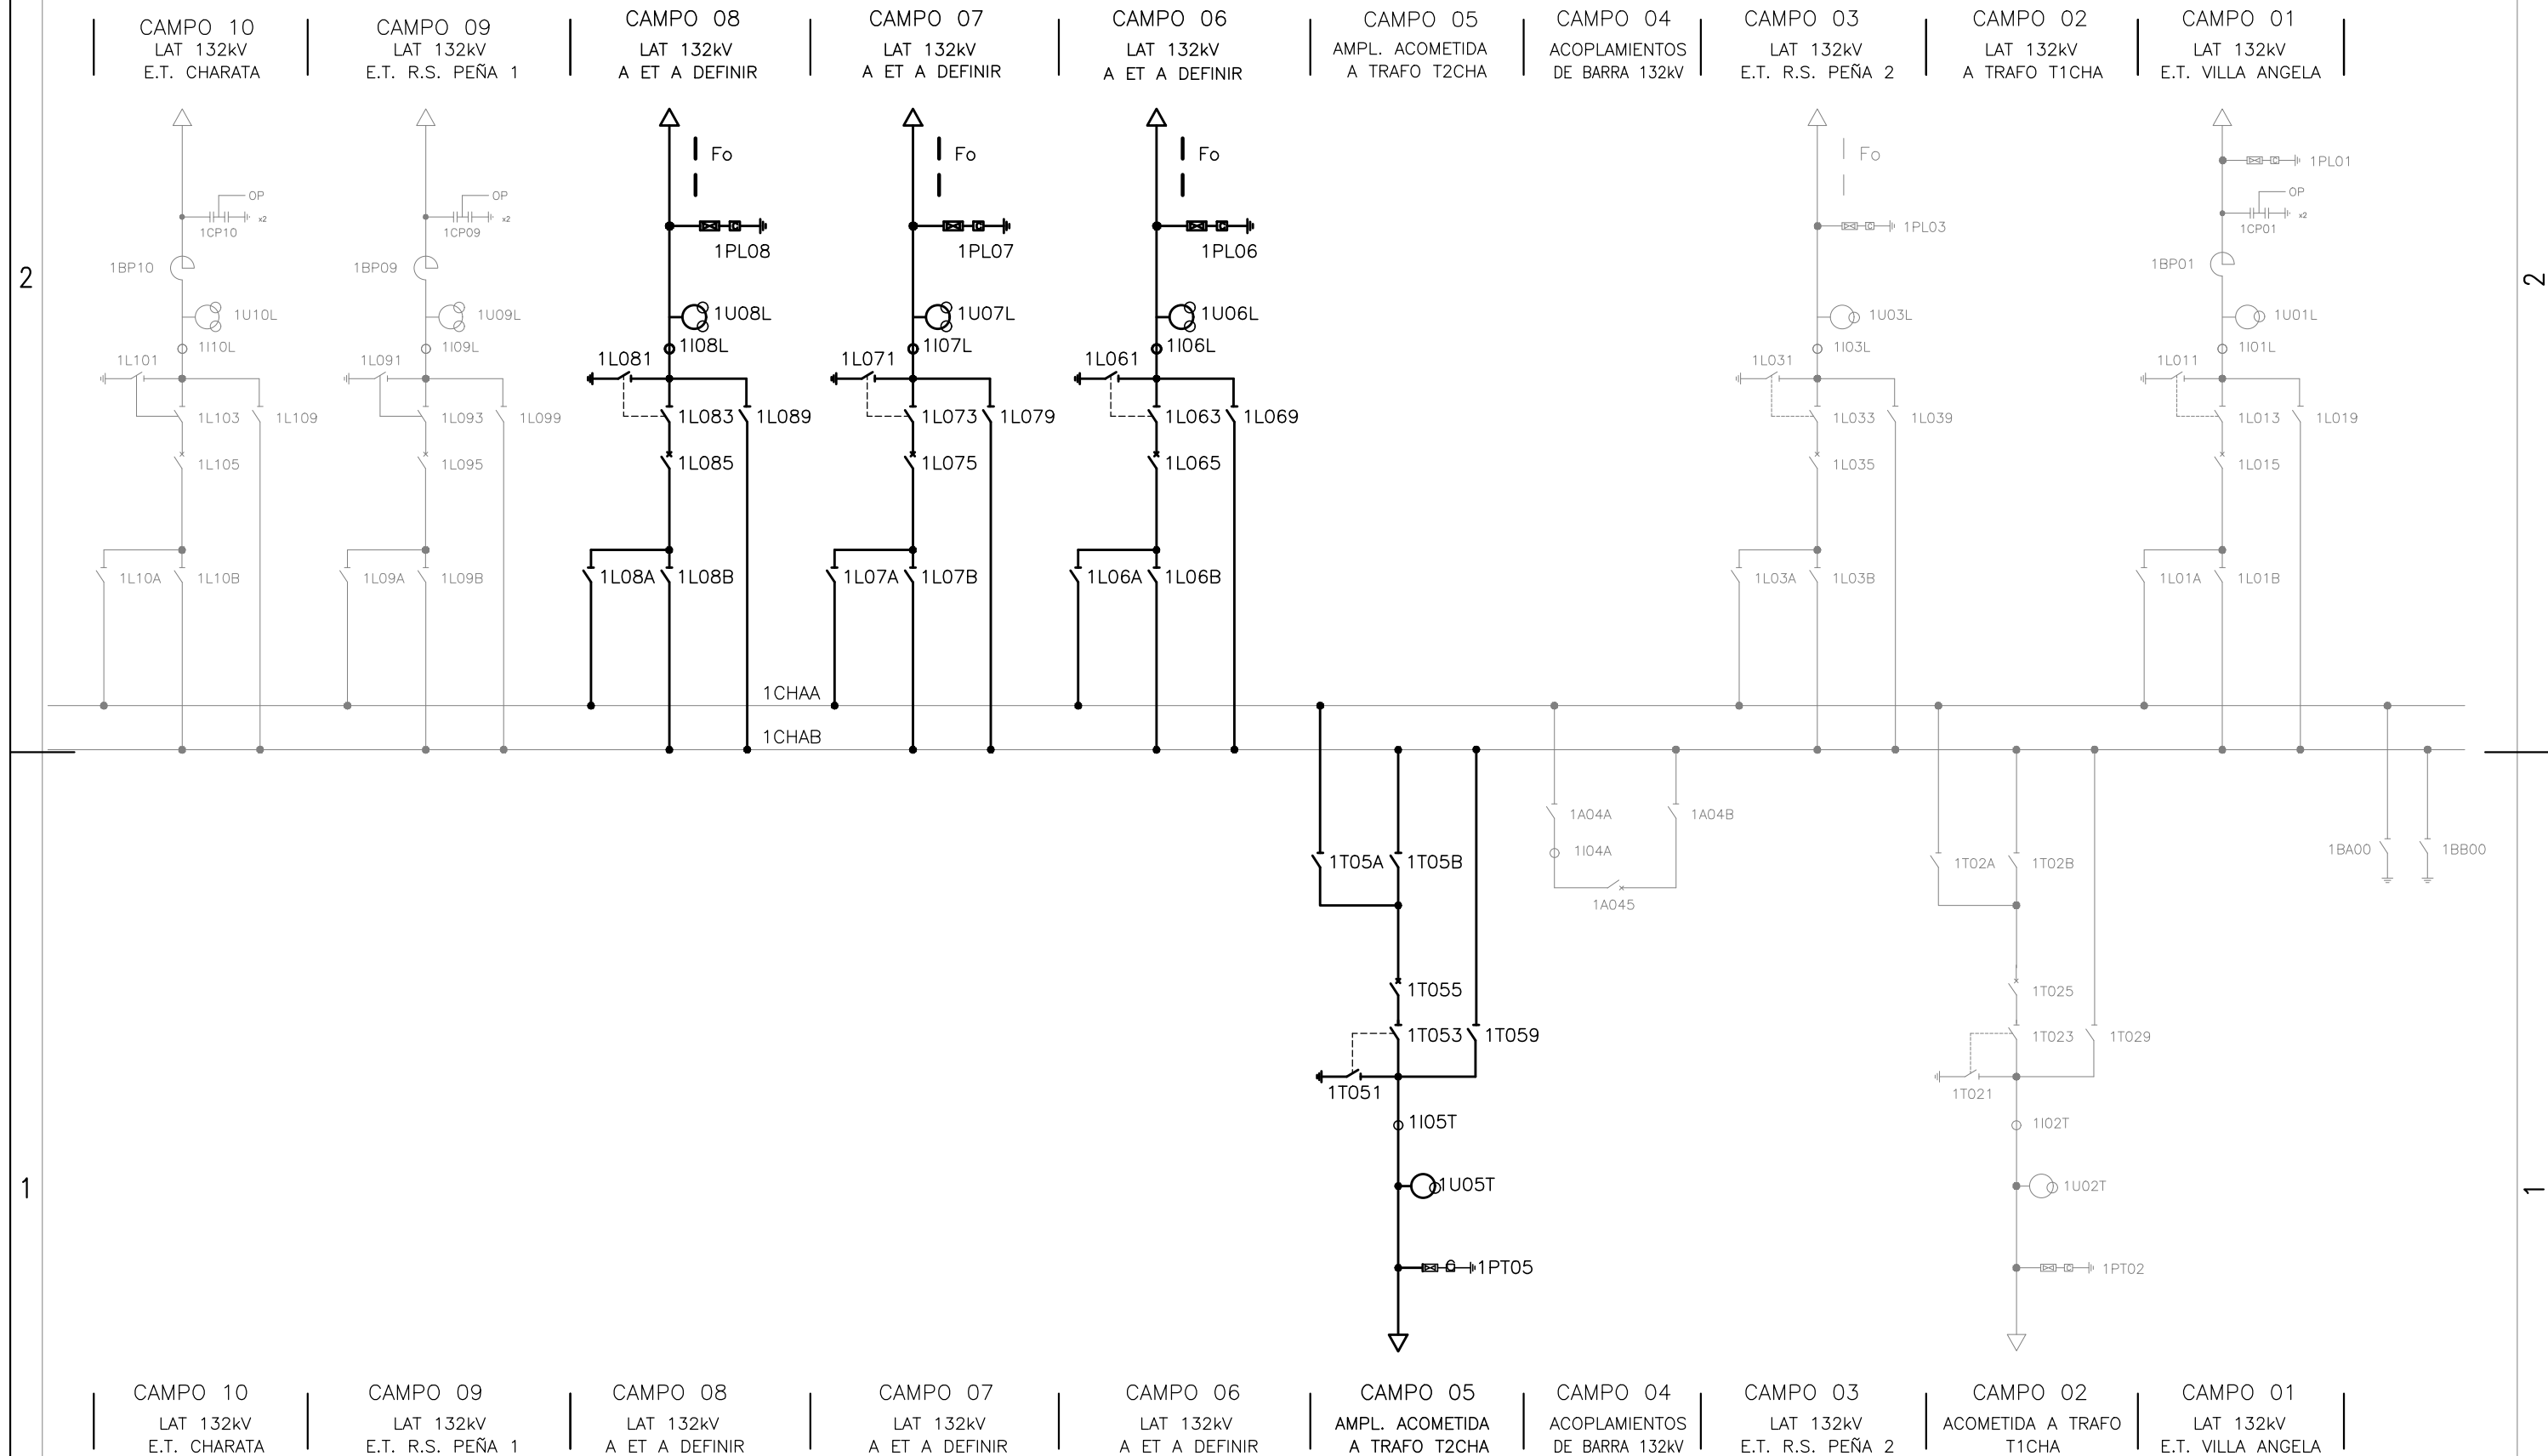 CAMPO 10
LAT 132kV
E.T. CHARATA
CAMPO 09
LAT 132kV
E.T. R.S. PEÑA 1
CAMPO 08
LAT 132kV
A ET A DEFINIR
CAMPO 07
LAT 132kV
A ET A DEFINIR
CAMPO 06
LAT 132kV
A ET A DEFINIR
CAMPO 05
AMPL. ACOMETIDA
A TRAFO T2CHA
CAMPO 04
ACOPLAMIENTOS
DE BARRA 132kV
CAMPO 03
LAT 132kV
E.T. R.S. PEÑA 2
CAMPO 02
LAT 132kV
A TRAFO T1CHA
CAMPO 01
LAT 132kV
E.T. VILLA ANGELA
2
OP
x2
1CP10
1BP10
1U10L
1I10L
1L101
1L103
1L109
1L105
1L10A
1L10B
OP
x2
1CP09
1BP09
1U09L
1I09L
1L091
1L093
1L099
1L095
1L09A
1L09B
Fo
1PL08
1U08L
1I08L
1L081
1L083
1L089
1L085
1L08A
1L08B
Fo
1PL07
1U07L
1I07L
1L071
1L073
1L079
1L075
1L07A
1L07B
Fo
1PL06
1U06L
1I06L
1L061
1L063
1L069
1L065
1L06A
1L06B
Fo
1PL03
1U03L
1I03L
1L031
1L033
1L039
1L035
1L03A
1L03B
1PL01
OP
x2
1CP01
1BP01
1U01L
1I01L
1L011
1L013
1L019
1L015
1L01A
1L01B
2
1CHAA
1CHAB
1T05A
1T05B
1T055
1T053
1T059
1T051
1I05T
1U05T
1PT05
1A04A
1A04B
1I04A
1A045
1T02A
1T02B
1T025
1T023
1T029
1T021
1I02T
1U02T
1PT02
1BA00
1BB00
1
1
CAMPO 10
LAT 132kV
E.T. CHARATA
CAMPO 09
LAT 132kV
E.T. R.S. PEÑA 1
CAMPO 08
LAT 132kV
A ET A DEFINIR
CAMPO 07
LAT 132kV
A ET A DEFINIR
CAMPO 06
LAT 132kV
A ET A DEFINIR
CAMPO 05
AMPL. ACOMETIDA
A TRAFO T2CHA
CAMPO 04
ACOPLAMIENTOS
DE BARRA 132kV
CAMPO 03
LAT 132kV
E.T. R.S. PEÑA 2
CAMPO 02
ACOMETIDA A TRAFO
T1CHA
CAMPO 01
LAT 132kV
E.T. VILLA ANGELA